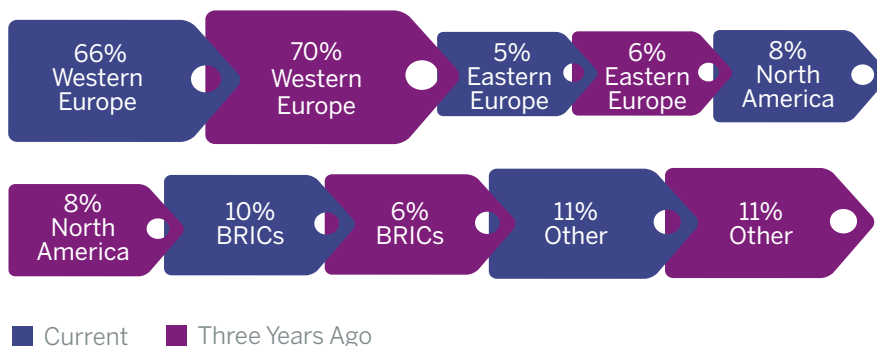 66%
Western
Europe
70%
Western
Europe
5%
Eastern
Europe
6%
Eastern
Europe
8%
North
America
8%
North
America
10%
BRICs
6%
BRICs
11%
Other
11%
Other
Current
Three Years Ago